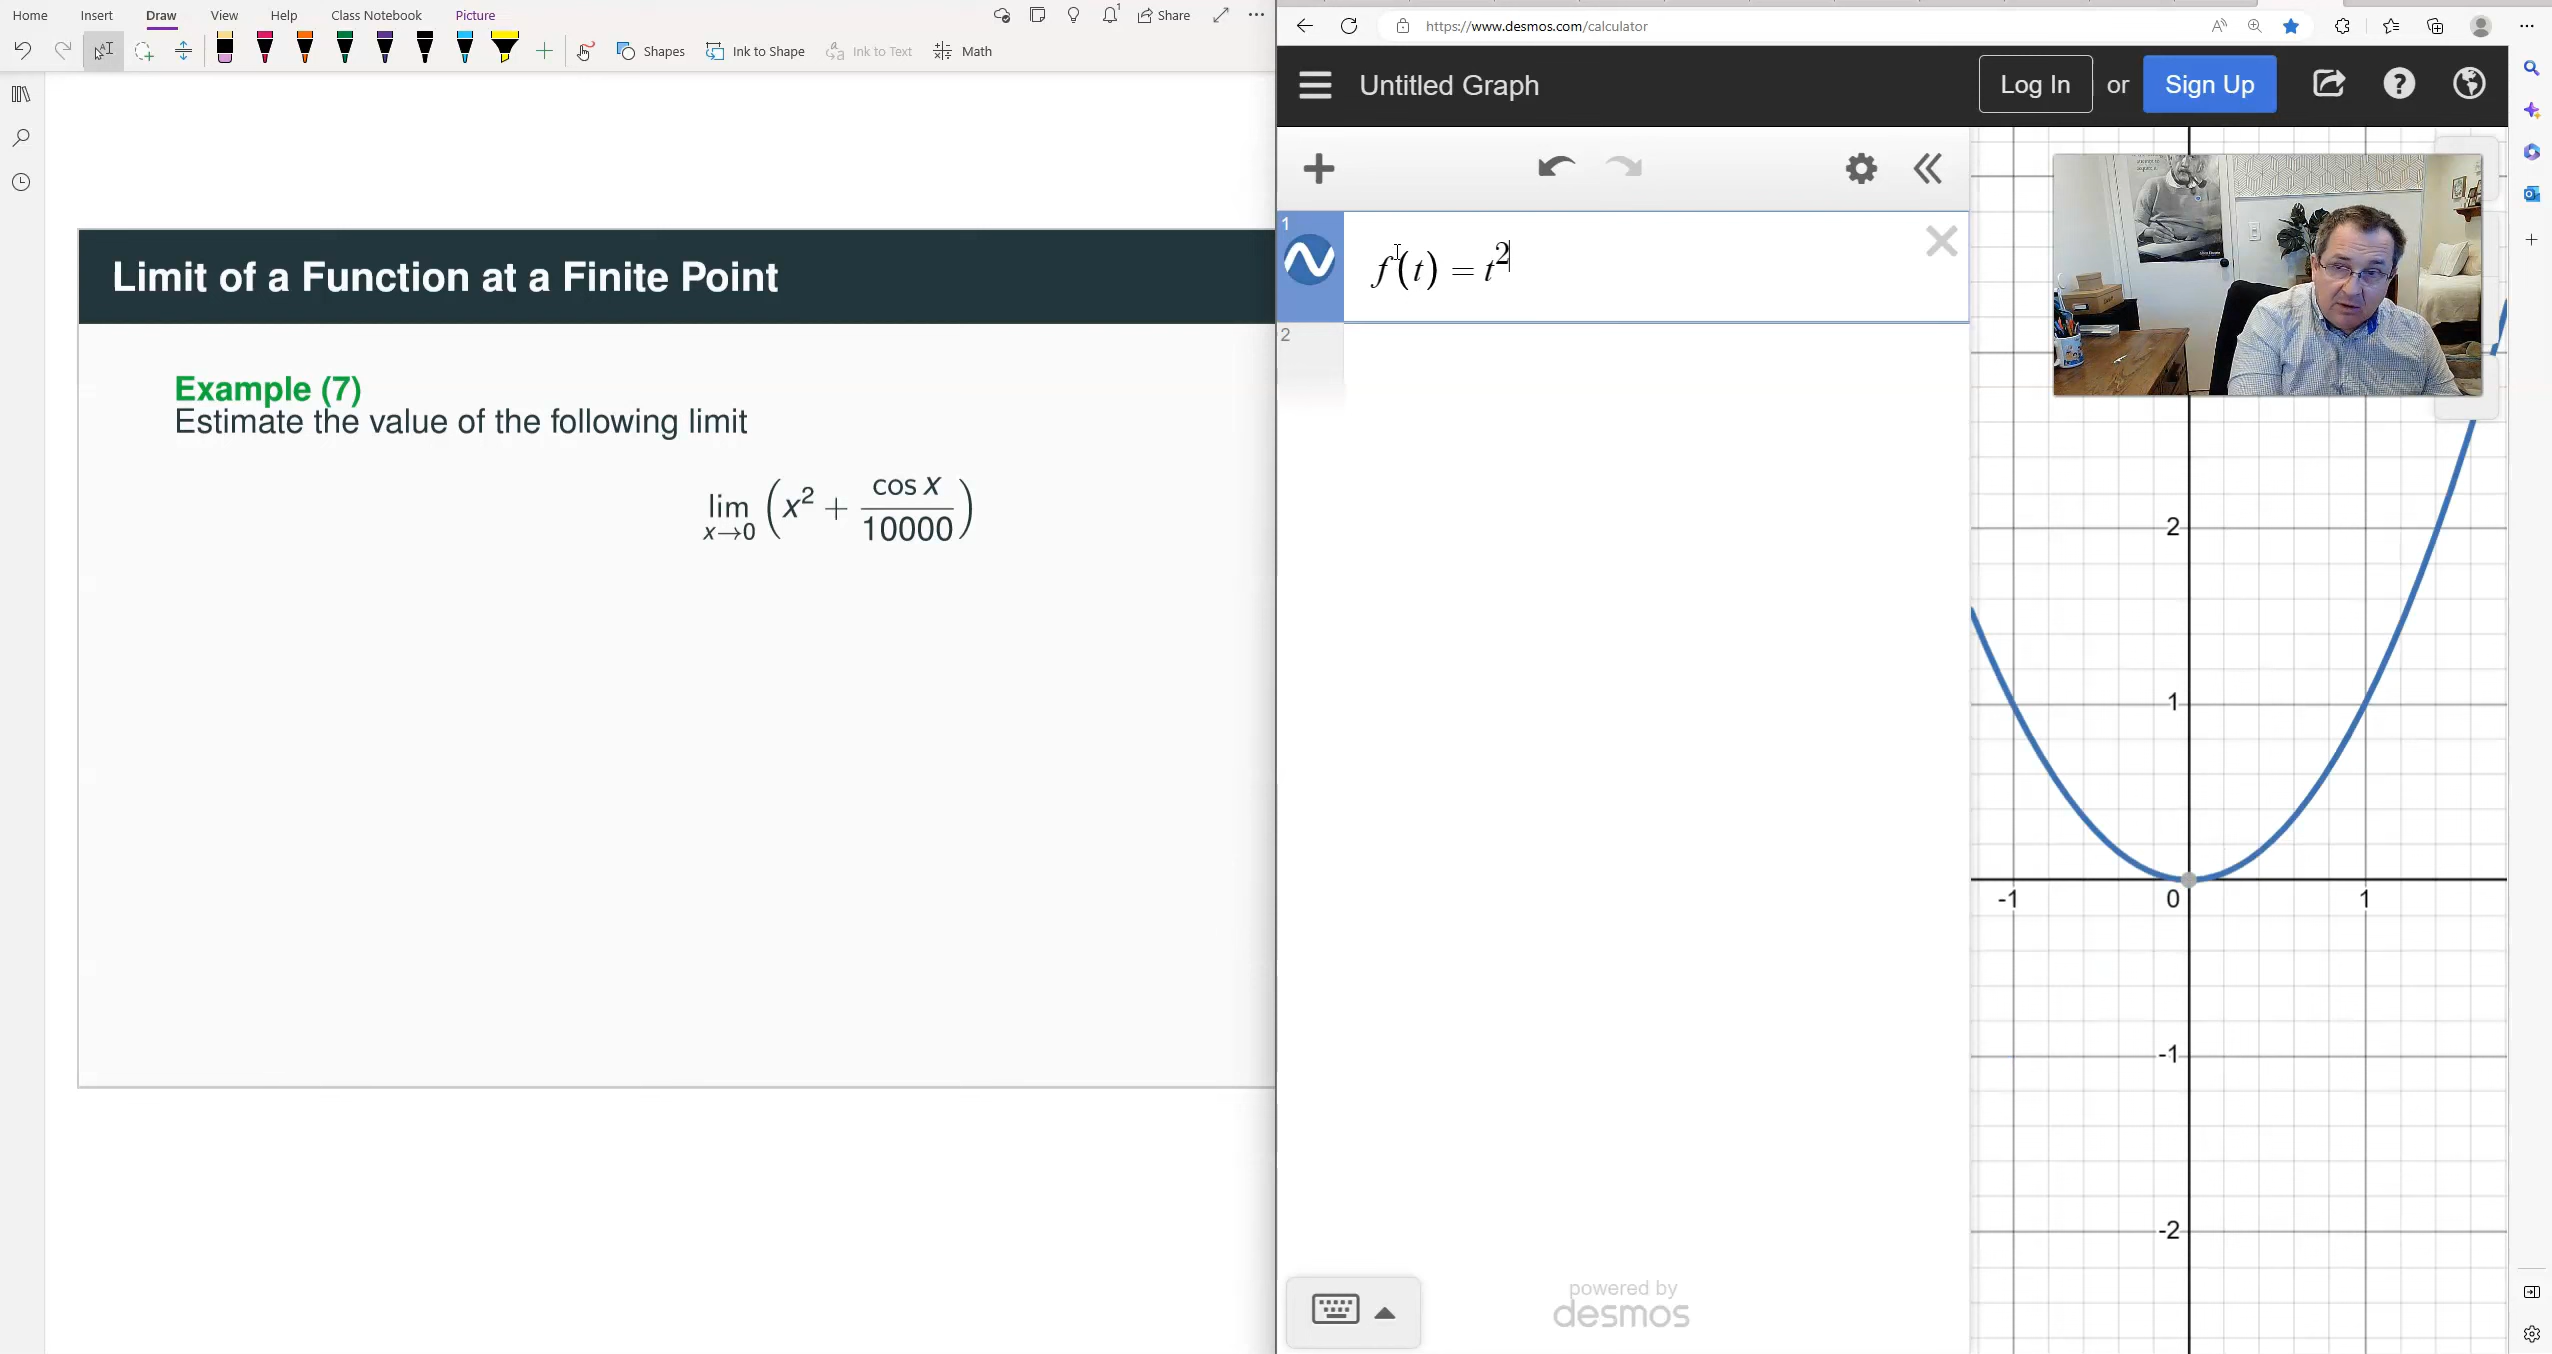 Home Insert Draw View Help Class Notebook Picture
Share
Shapes Ink to Shape Ink to Text Math
Limit of a Function at a Finite Point
Example (7)
Estimate the value of the following limit
lim x→0 (x² + cos x / 10000)
https://www.desmos.com/calculator
Untitled Graph
Log In or Sign Up
1
f(t) = t²
2
2
1
-1 0 1
-1
-2
powered by
desmos